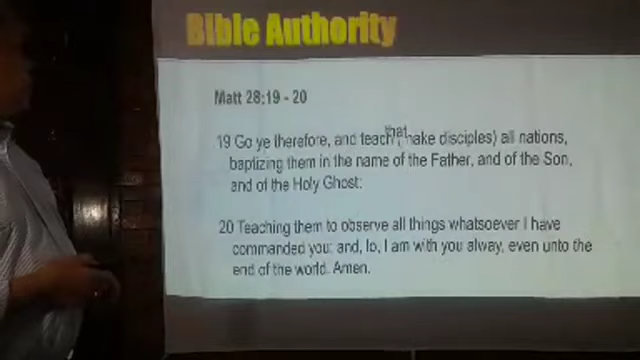 Bible Authority
Matt 28:19 - 20
that
19 Go ye therefore, and teach (make disciples) all nations,
baptizing them in the name of the Father, and of the Son,
and of the Holy Ghost:
20 Teaching them to observe all things whatsoever I have
commanded you: and, lo, I am with you alway, even unto the
end of the world. Amen.